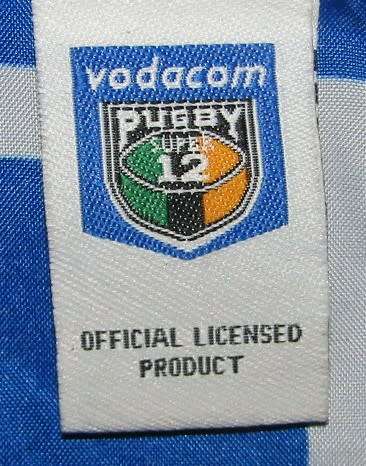 vodacom
RUGBY
SUPER
12
OFFICIAL LICENSED
PRODUCT